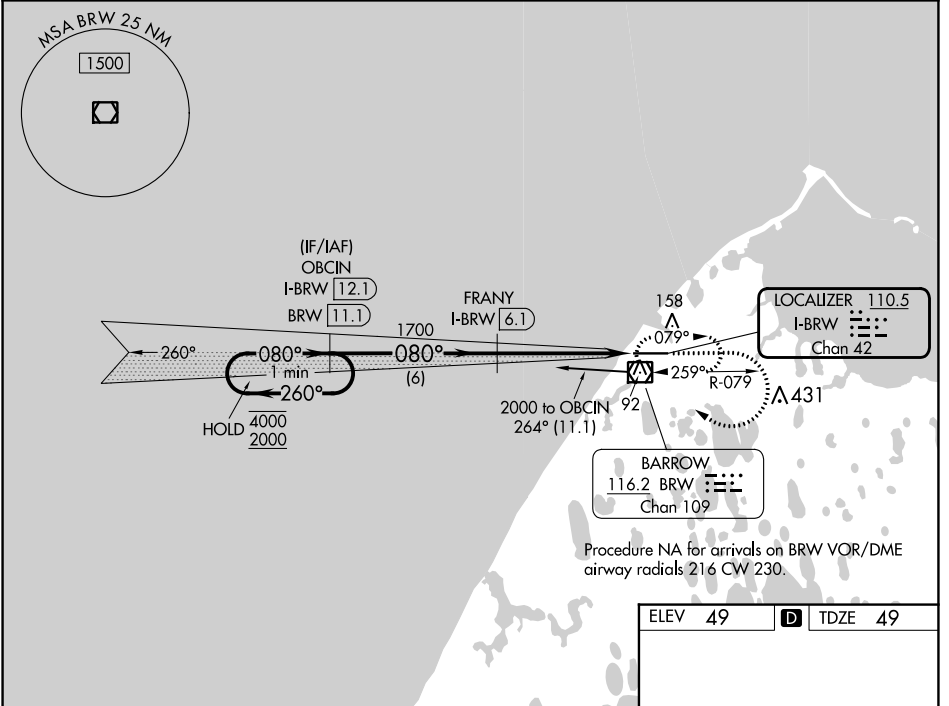 MSA BRW 25 NM
1500
(IF/IAF)
OBCIN
I-BRW 12.1
BRW 11.1
FRANY
I-BRW 6.1
158
LOCALIZER 110.5
I-BRW
Chan 42
260°
080°
1700
080°
(6)
079°
1 min
260°
259°
R-079
HOLD 4000
2000
2000 to OBCIN
264° (11.1)
92
431
BARROW
116.2 BRW
Chan 109
Procedure NA for arrivals on BRW VOR/DME
airway radials 216 CW 230.
ELEV 49 D TDZE 49